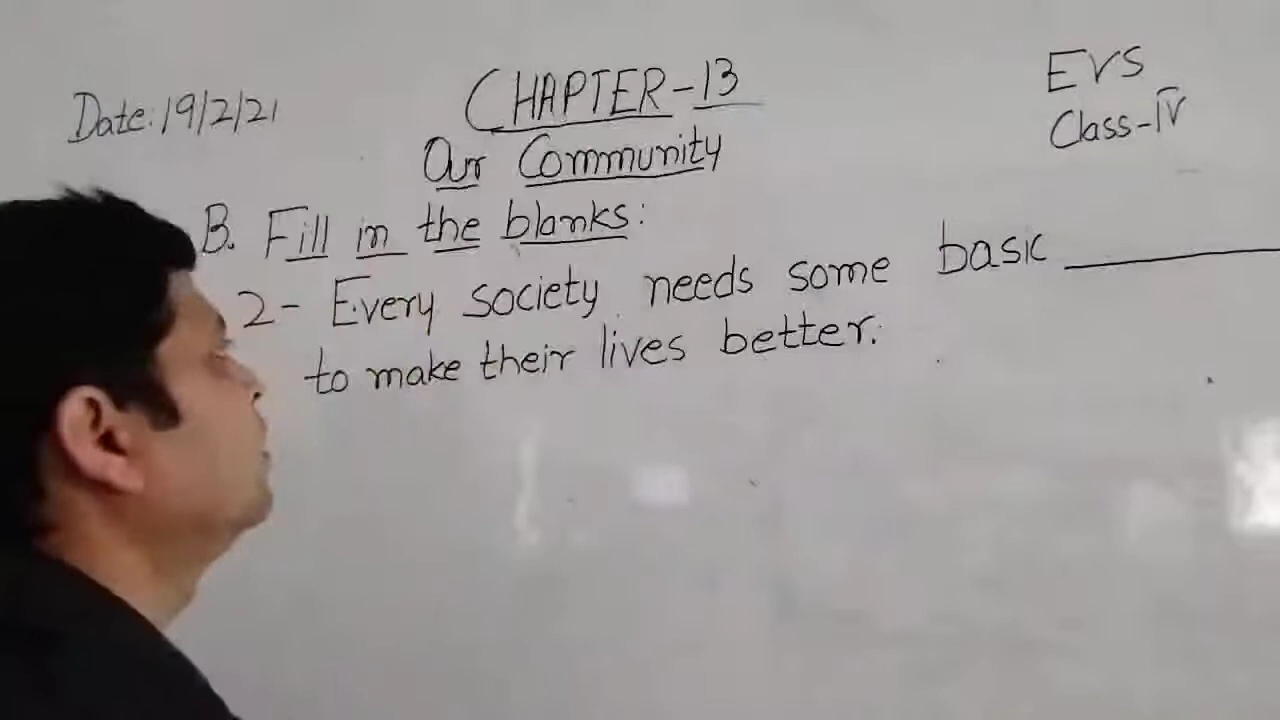 Date: 19/2/21
CHAPTER-13
EVS
Class-IV
Our Community
B. Fill in the blanks:
2- Every society needs some basic ________
to make their lives better.